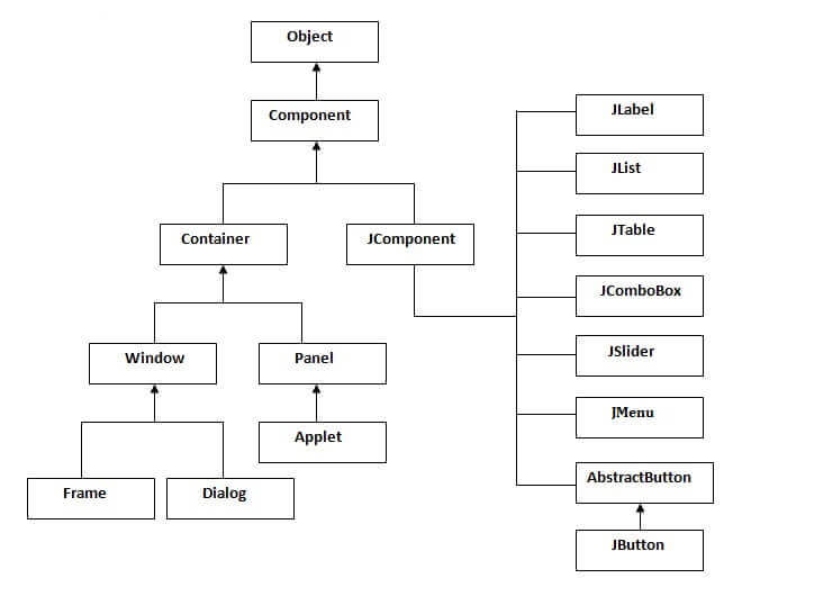 Object
Component
Container
JComponent
Window
Panel
Applet
Frame
Dialog
JLabel
JList
JTable
JComboBox
JSlider
JMenu
AbstractButton
JButton